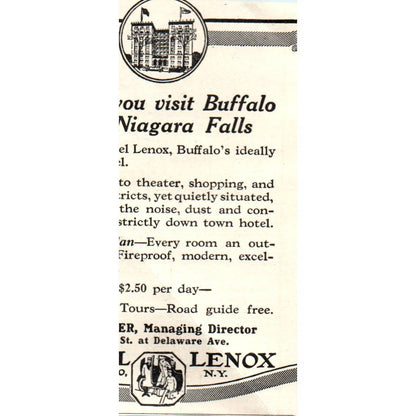 you visit Buffalo
Niagara Falls
el Lenox, Buffalo's ideally
el.
to theater, shopping, and
tricts, yet quietly situated,
the noise, dust and con-
strictly down town hotel.
lan—Every room an out-
Fireproof, modern, excel-
$2.50 per day—
Tours—Road guide free.
ER, Managing Director
St. at Delaware Ave.
L LENOX
O, N.Y.